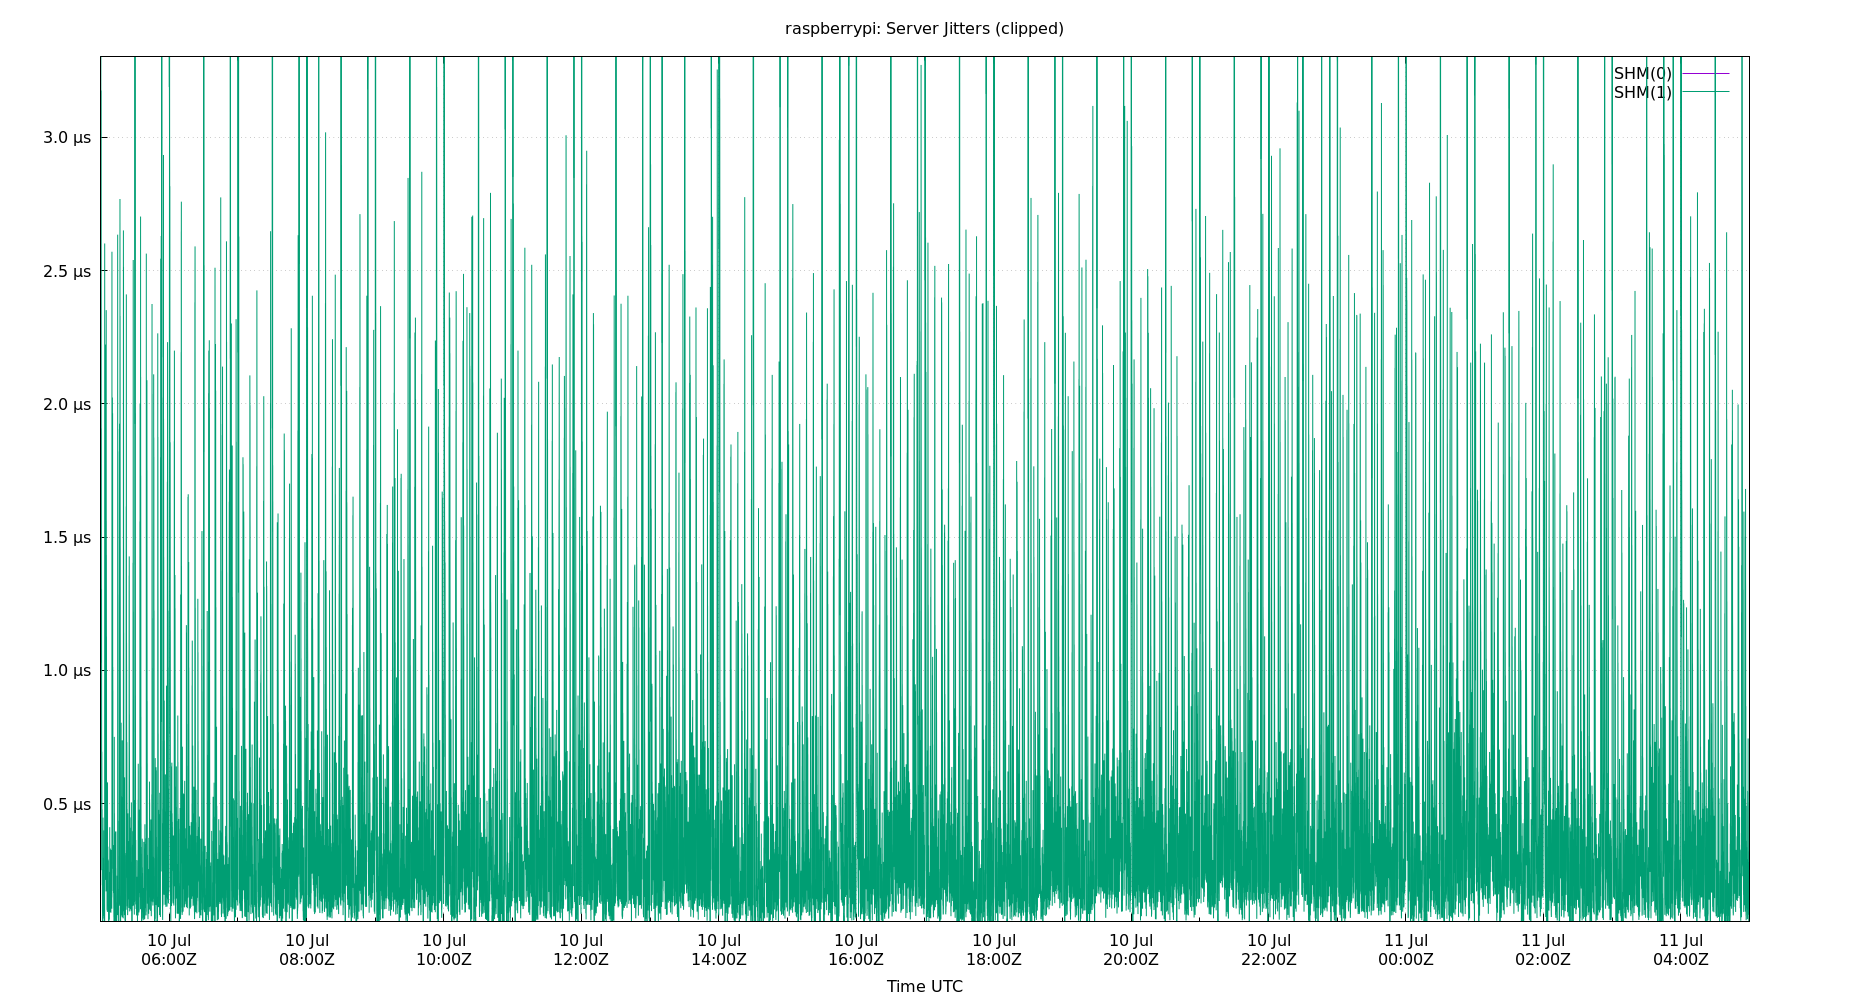 raspberrypi: Server Jitters (clipped)
SHM(0)
SHM(1)
3.0 µs
2.5 µs
2.0 µs
1.5 µs
1.0 µs
0.5 µs
10 Jul 10 Jul 10 Jul 10 Jul 10 Jul 10 Jul 10 Jul 10 Jul 10 Jul 11 Jul 11 Jul 11 Jul
06:00Z 08:00Z 10:00Z 12:00Z 14:00Z 16:00Z 18:00Z 20:00Z 22:00Z 00:00Z 02:00Z 04:00Z
Time UTC